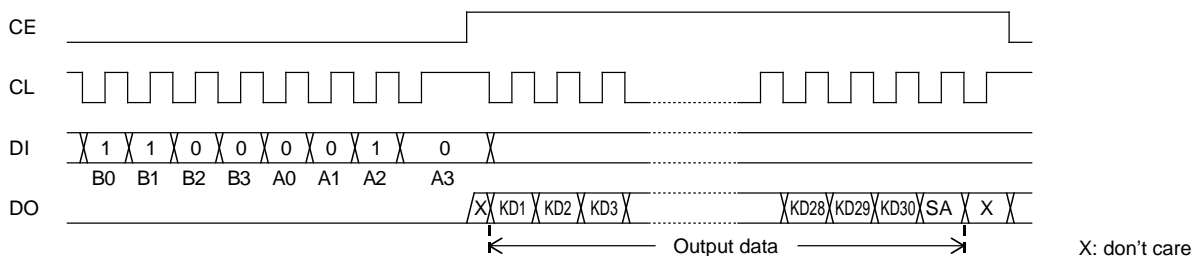 CE
CL
DI 1 1 0 0 0 0 1 0
B0 B1 B2 B3 A0 A1 A2 A3
DO X KD1 KD2 KD3 KD28 KD29 KD30 SA X
Output data
X: don't care